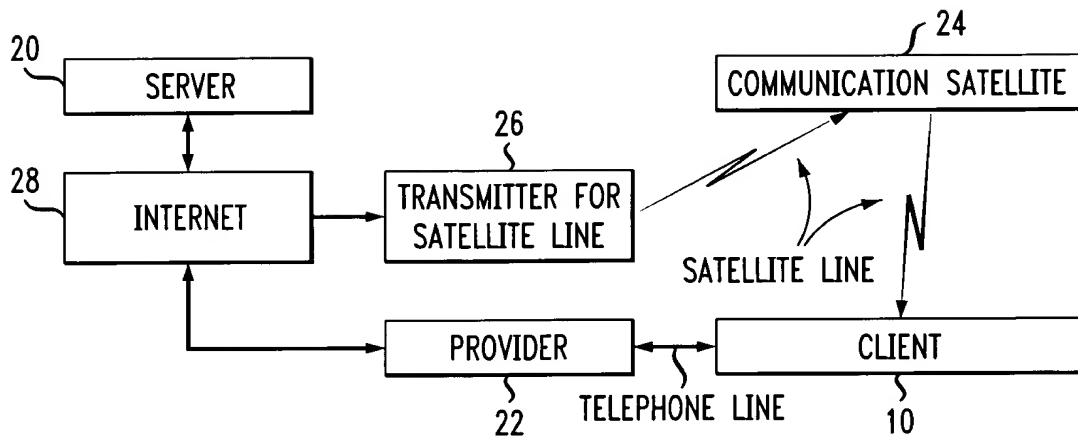 20
SERVER
24
COMMUNICATION SATELLITE
28
INTERNET
26
TRANSMITTER FOR
SATELLITE LINE
SATELLITE LINE
PROVIDER
22
TELEPHONE LINE
CLIENT
10